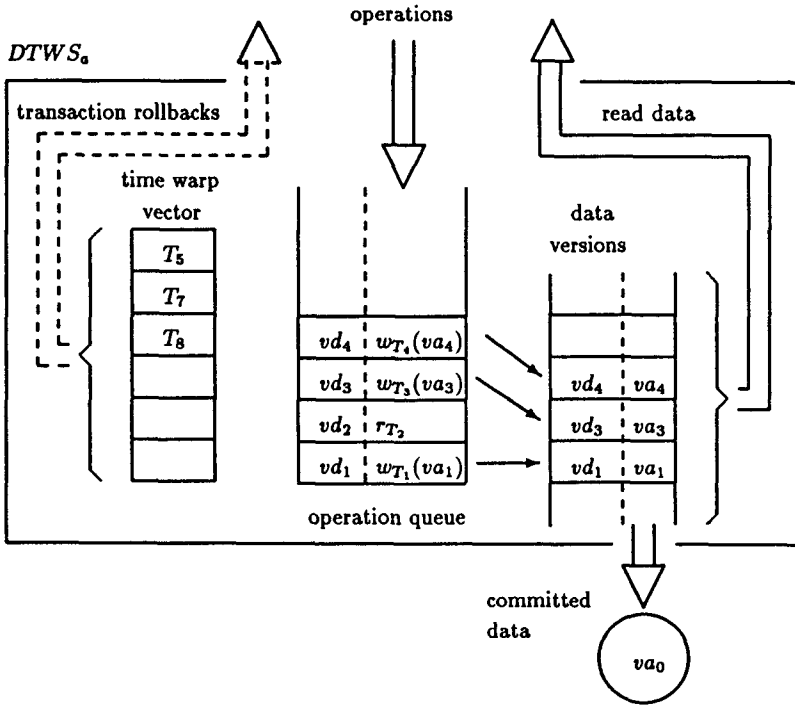 operations
DTWS_a
transaction rollbacks
read data
time warp
vector
data
versions
T_5
T_7
T_8
vd_4 w_{T_4}(va_4)
vd_3 w_{T_3}(va_3)
vd_2 r_{T_2}
vd_1 w_{T_1}(va_1)
vd_4 va_4
vd_3 va_3
vd_1 va_1
operation queue
committed
data
va_0